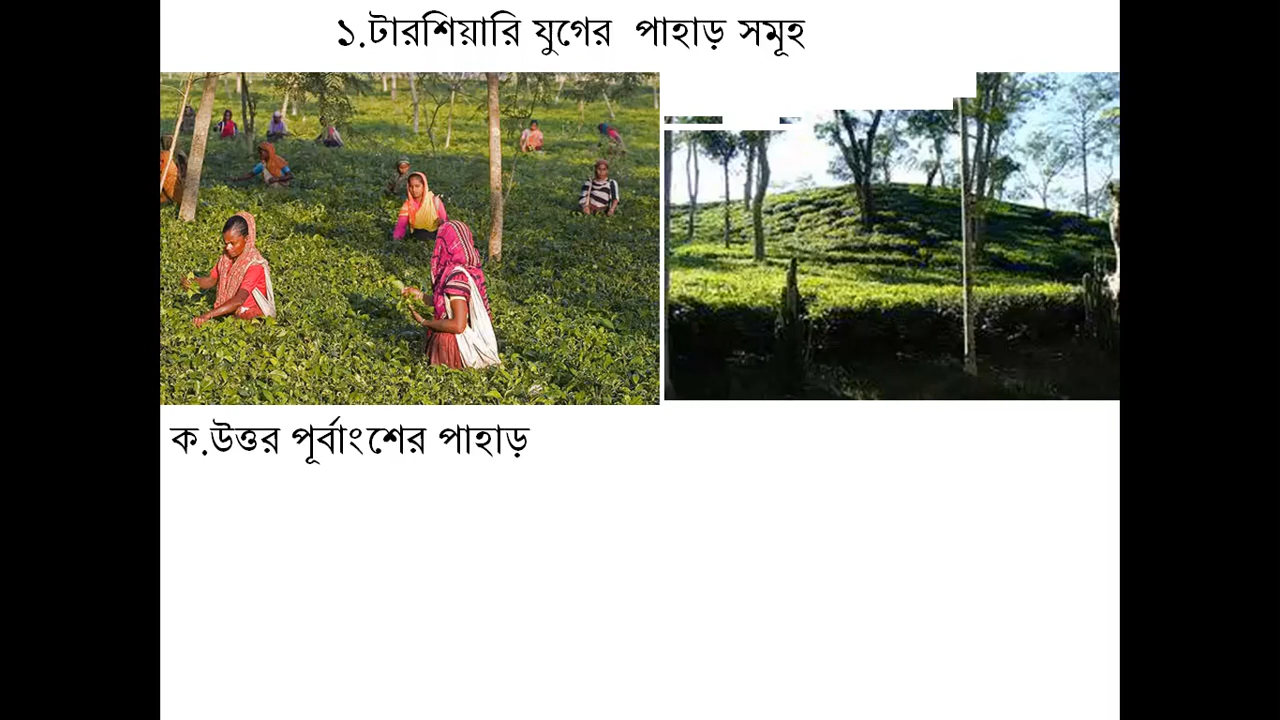 ১.টারশিয়ারি যুগের পাহাড় সমূহ
ক.উত্তর পূর্বাংশের পাহাড়